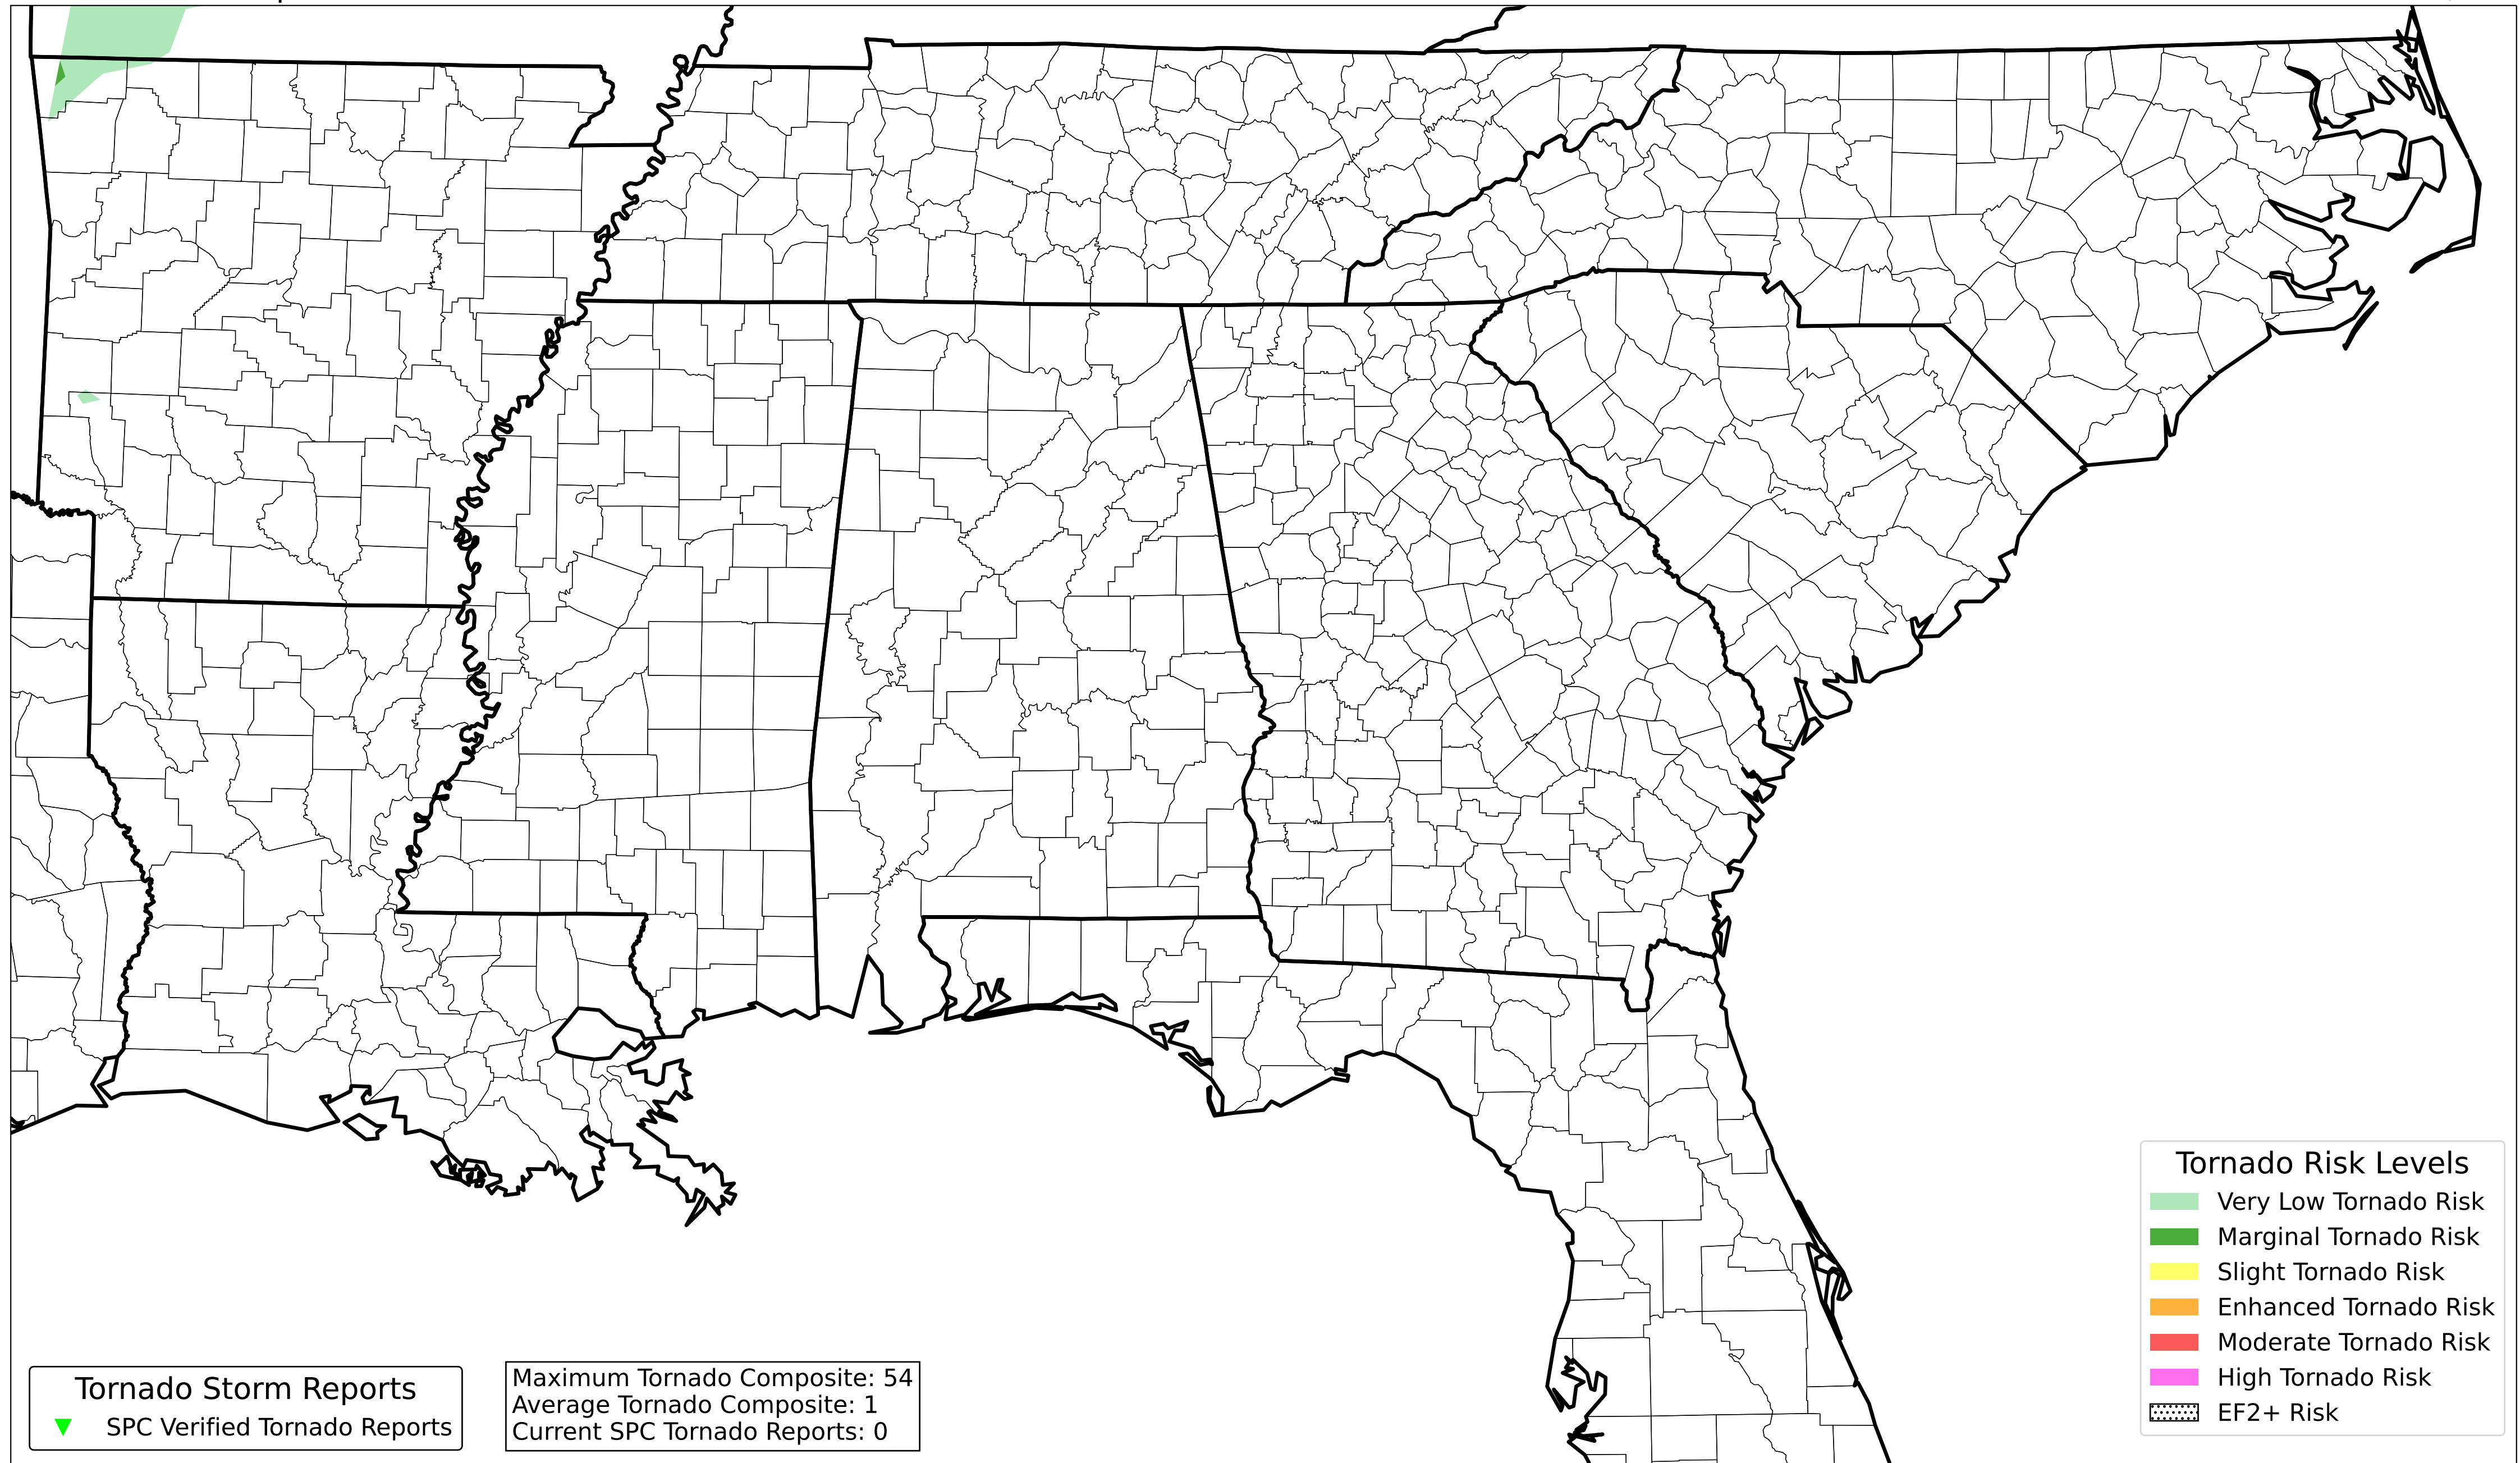 Tornado Risk Levels
Very Low Tornado Risk
Marginal Tornado Risk
Slight Tornado Risk
Enhanced Tornado Risk
Moderate Tornado Risk
High Tornado Risk
EF2+ Risk
Tornado Storm Reports
SPC Verified Tornado Reports
Maximum Tornado Composite: 54
Average Tornado Composite: 1
Current SPC Tornado Reports: 0